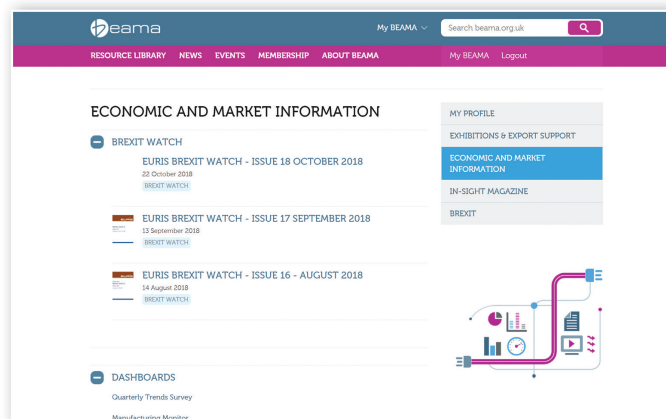 beama
My BEAMA
Search beama.org.uk
RESOURCE LIBRARY NEWS EVENTS MEMBERSHIP ABOUT BEAMA
My BEAMA Logout
ECONOMIC AND MARKET INFORMATION
BREXIT WATCH
EURIS BREXIT WATCH - ISSUE 18 OCTOBER 2018
22 October 2018
BREXIT WATCH
EURIS BREXIT WATCH - ISSUE 17 SEPTEMBER 2018
13 September 2018
BREXIT WATCH
EURIS BREXIT WATCH - ISSUE 16 - AUGUST 2018
14 August 2018
BREXIT WATCH
DASHBOARDS
Quarterly Trends Survey
Manufacturing Monitor
MY PROFILE
EXHIBITIONS & EXPORT SUPPORT
ECONOMIC AND MARKET
INFORMATION
IN-SIGHT MAGAZINE
BREXIT